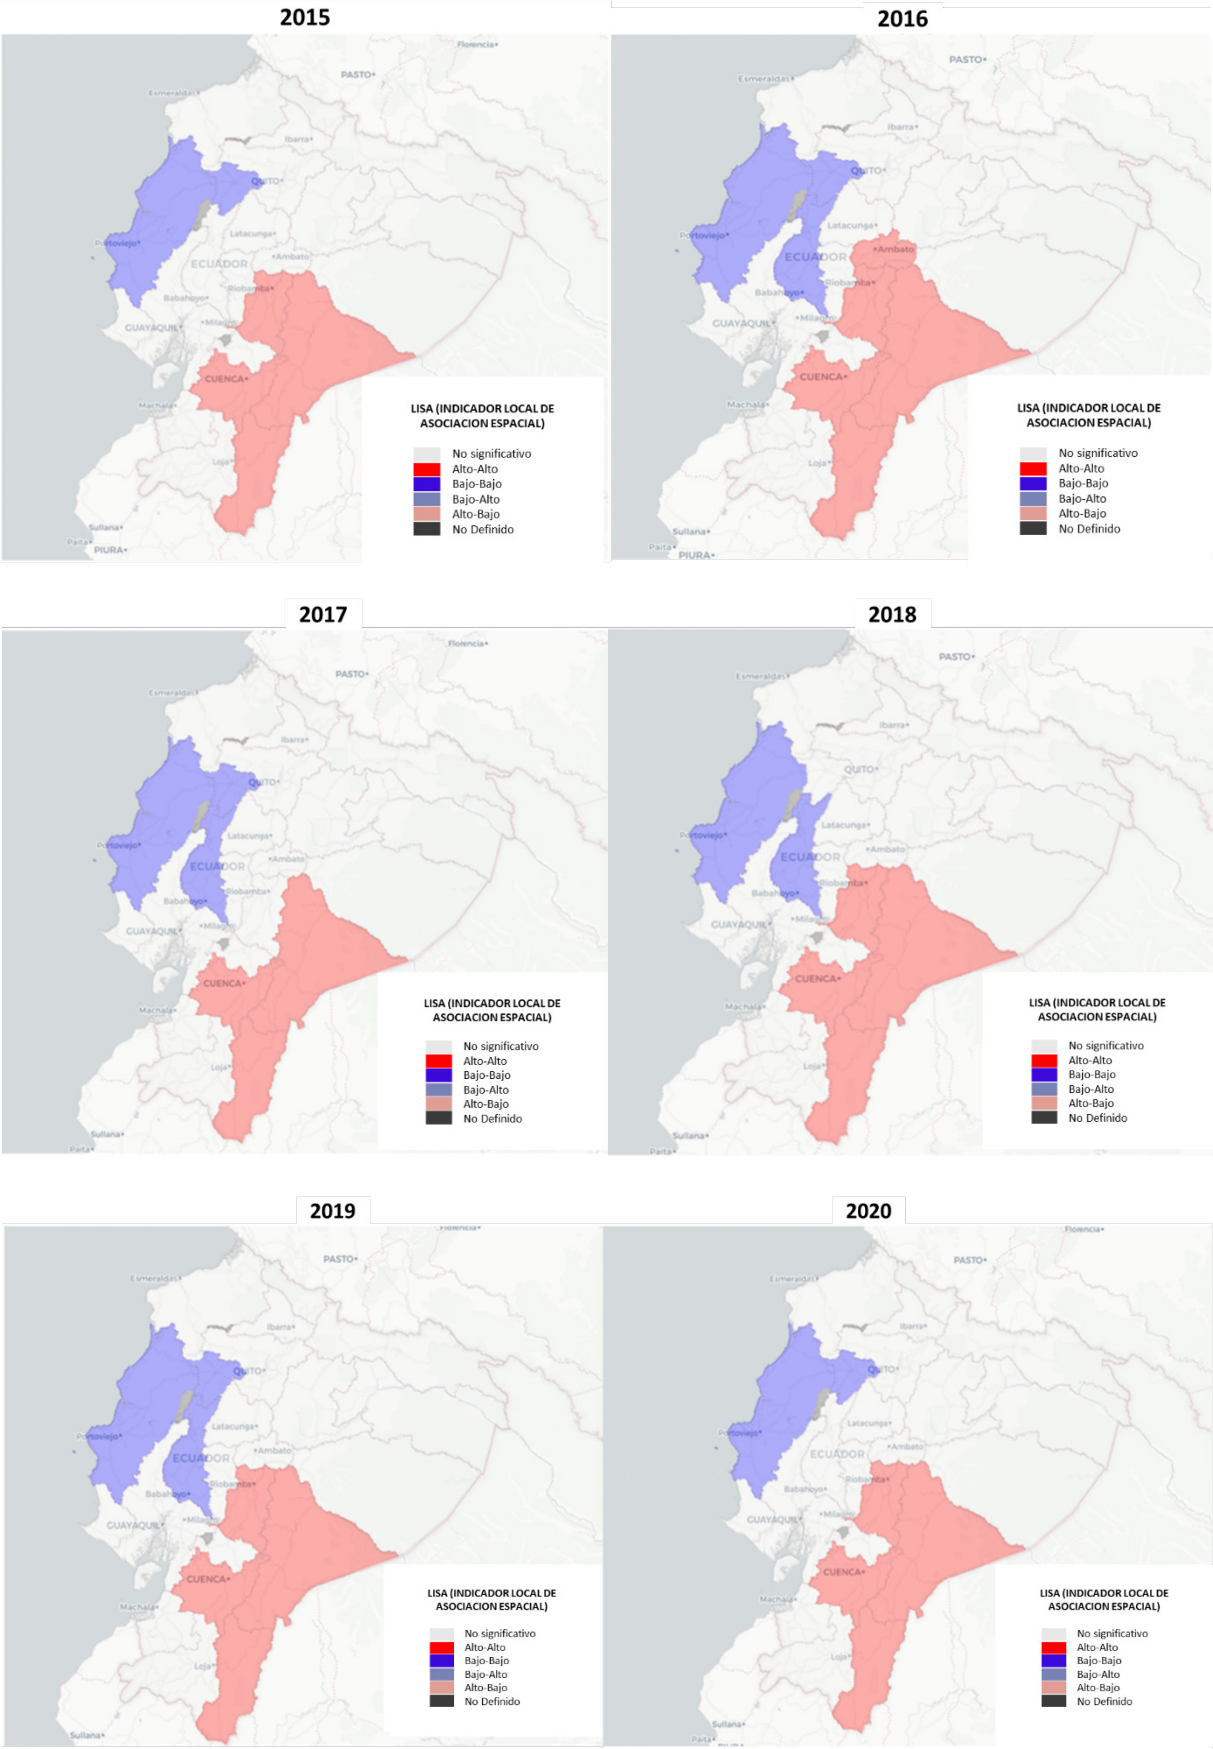 2015
2016
Florencia
PASTO
Esmeraldas
Ibarra
QUITO
Portoviejo
Latacunga
ECUADOR
Ambato
Riobamba
Babahoyo
GUAYAQUIL
Milagro
CUENCA
Machala
Loja
Sullana
Paita
PIURA
LISA (INDICADOR LOCAL DE
ASOCIACION ESPACIAL)
No significativo
Alto-Alto
Bajo-Bajo
Bajo-Alto
Alto-Bajo
No Definido
PASTO
Esmeraldas
Ibarra
QUITO
Portoviejo
Latacunga
Ambato
ECUADOR
Riobamba
Babahoyo
GUAYAQUIL
Milagro
CUENCA
Machala
Loja
Sullana
Paita
PIURA
LISA (INDICADOR LOCAL DE
ASOCIACION ESPACIAL)
No significativo
Alto-Alto
Bajo-Bajo
Bajo-Alto
Alto-Bajo
No Definido
2017
2018
Florencia
PASTO
Esmeraldas
Ibarra
QUITO
Portoviejo
Latacunga
ECUADOR
Ambato
Riobamba
Babahoyo
GUAYAQUIL
Milagro
CUENCA
Machala
Loja
Sullana
Paita
LISA (INDICADOR LOCAL DE
ASOCIACION ESPACIAL)
No significativo
Alto-Alto
Bajo-Bajo
Bajo-Alto
Alto-Bajo
No Definido
PASTO
Esmeraldas
Ibarra
QUITO
Portoviejo
Latacunga
ECUADOR
Ambato
Riobamba
Babahoyo
GUAYAQUIL
Milagro
CUENCA
Machala
Loja
Sullana
Paita
LISA (INDICADOR LOCAL DE
ASOCIACION ESPACIAL)
No significativo
Alto-Alto
Bajo-Bajo
Bajo-Alto
Alto-Bajo
No Definido
2019
2020
Florencia
PASTO
Esmeraldas
Ibarra
QUITO
Portoviejo
Latacunga
ECUADOR
Ambato
Riobamba
Babahoyo
GUAYAQUIL
Milagro
CUENCA
Machala
Loja
Sullana
LISA (INDICADOR LOCAL DE
ASOCIACION ESPACIAL)
No significativo
Alto-Alto
Bajo-Bajo
Bajo-Alto
Alto-Bajo
No Definido
Florencia
PASTO
Esmeraldas
Ibarra
QUITO
Portoviejo
Latacunga
ECUADOR
Ambato
Riobamba
Babahoyo
GUAYAQUIL
Milagro
CUENCA
Machala
Loja
Sullana
Paita
LISA (INDICADOR LOCAL DE
ASOCIACION ESPACIAL)
No significativo
Alto-Alto
Bajo-Bajo
Bajo-Alto
Alto-Bajo
No Definido